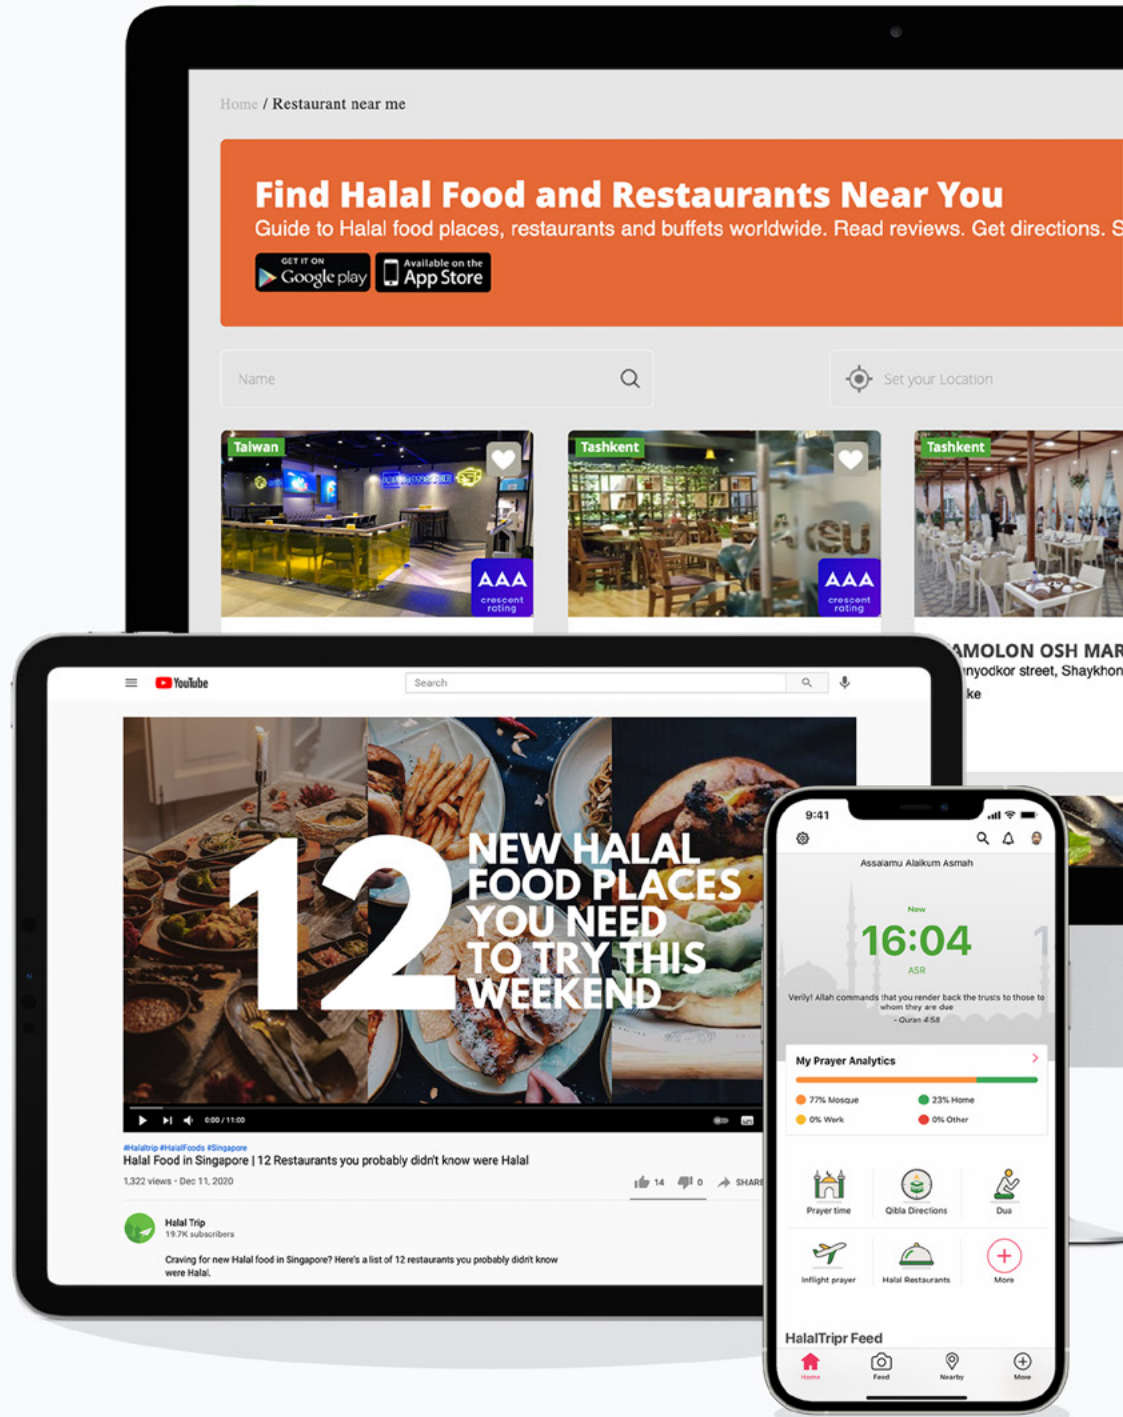 Home / Restaurant near me
Find Halal Food and Restaurants Near You
Guide to Halal food places, restaurants and buffets worldwide. Read reviews. Get directions. S
GET IT ON
Google play
Available on the
App Store
Name
Set your Location
Taiwan
Tashkent
Tashkent
AAA
crescent
rating
AAA
crescent
rating
AMOLON OSH MAR
nyodkor street, Shaykhon
ke
YouTube
Search
12
NEW HALAL
FOOD PLACES
YOU NEED
TO TRY THIS
WEEKEND
0:00 / 11:00
#Halaltrip #HalalFoods #Singapore
Halal Food in Singapore | 12 Restaurants you probably didn't know were Halal
1,322 views • Dec 11, 2020
14
0
SHARE
Halal Trip
19.7K subscribers
Craving for new Halal food in Singapore? Here's a list of 12 restaurants you probably didn't know
were Halal.
9:41
Assalamu Alaikum Asmah
Now
16:04
1
ASR
Verily! Allah commands that you render back the trusts to those to
whom they are due
- Quran 4:58
My Prayer Analytics
77% Mosque
23% Home
0% Work
0% Other
Prayer time
Qibla Directions
Dua
Inflight prayer
Halal Restaurants
More
HalalTripr Feed
Home
Feed
Nearby
More